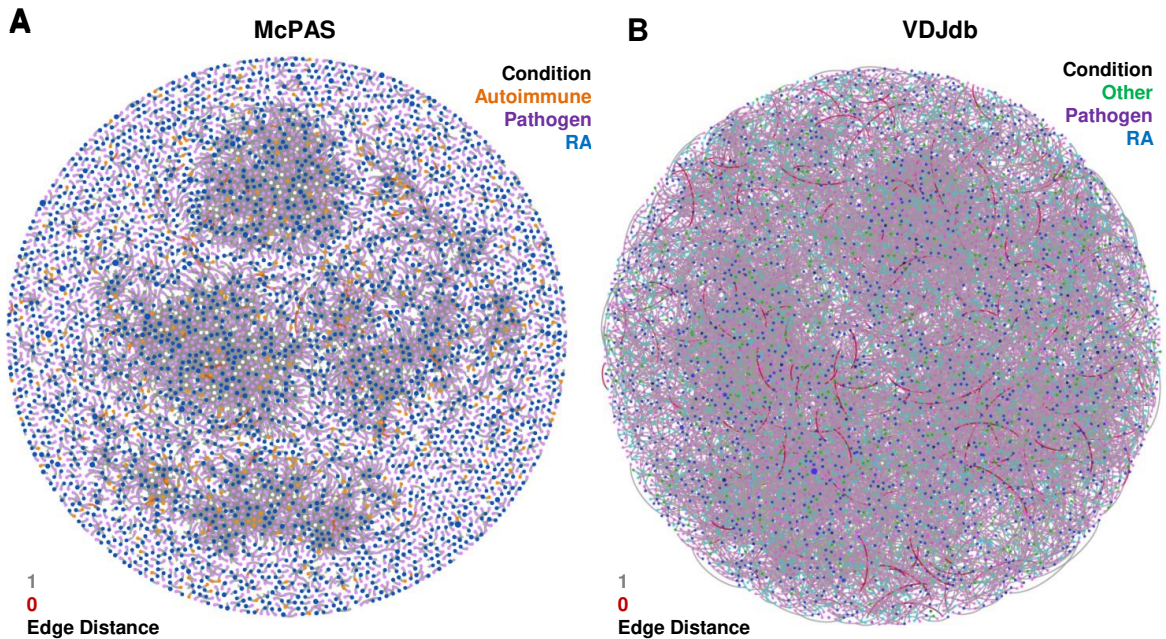 A
McPAS
Condition
Autoimmune
Pathogen
RA
1
0
Edge Distance
B
VDJdb
Condition
Other
Pathogen
RA
1
0
Edge Distance